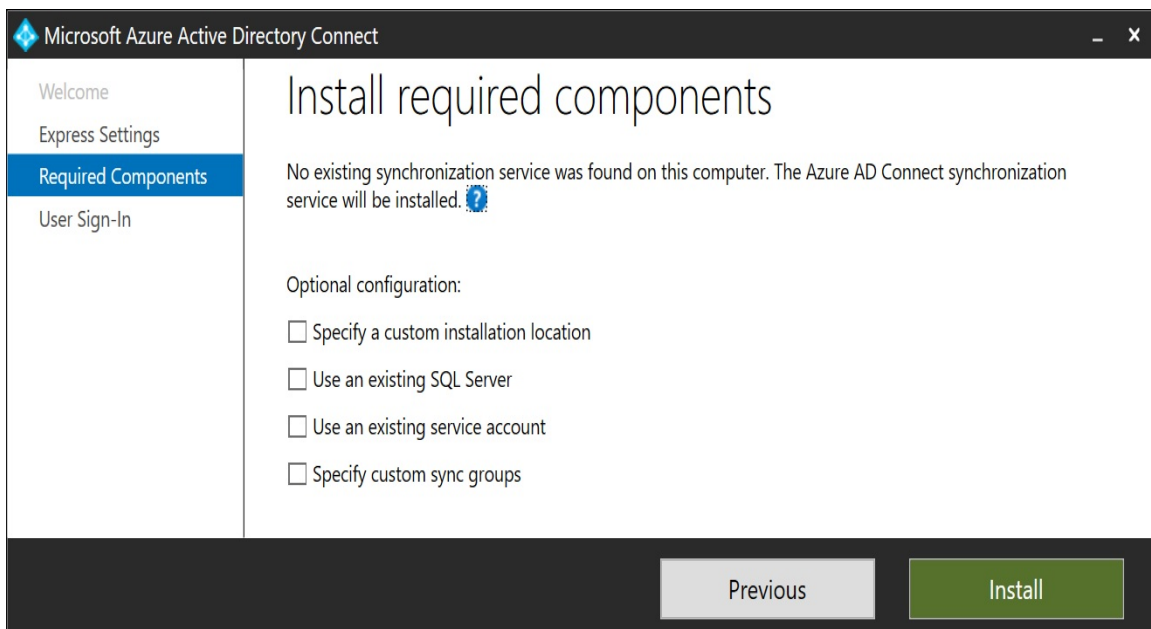 Microsoft Azure Active Directory Connect
Welcome
Express Settings
Required Components
User Sign-In
Install required components
No existing synchronization service was found on this computer. The Azure AD Connect synchronization
service will be installed. ?
Optional configuration:
Specify a custom installation location
Use an existing SQL Server
Use an existing service account
Specify custom sync groups
Previous
Install